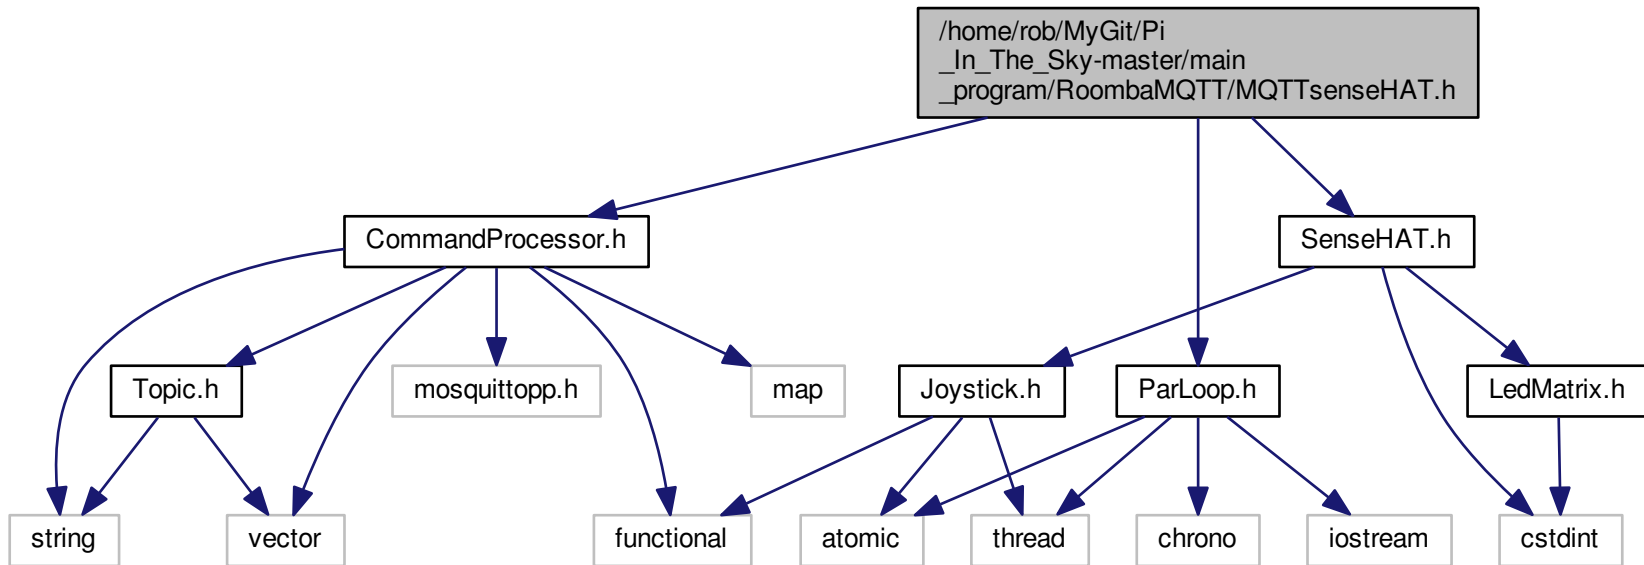 /home/rob/MyGit/Pi
_In_The_Sky-master/main
_program/RoombaMQTT/MQTTsenseHAT.h
CommandProcessor.h
SenseHAT.h
Topic.h
mosquittopp.h
map
Joystick.h
ParLoop.h
LedMatrix.h
string
vector
functional
atomic
thread
chrono
iostream
cstdint